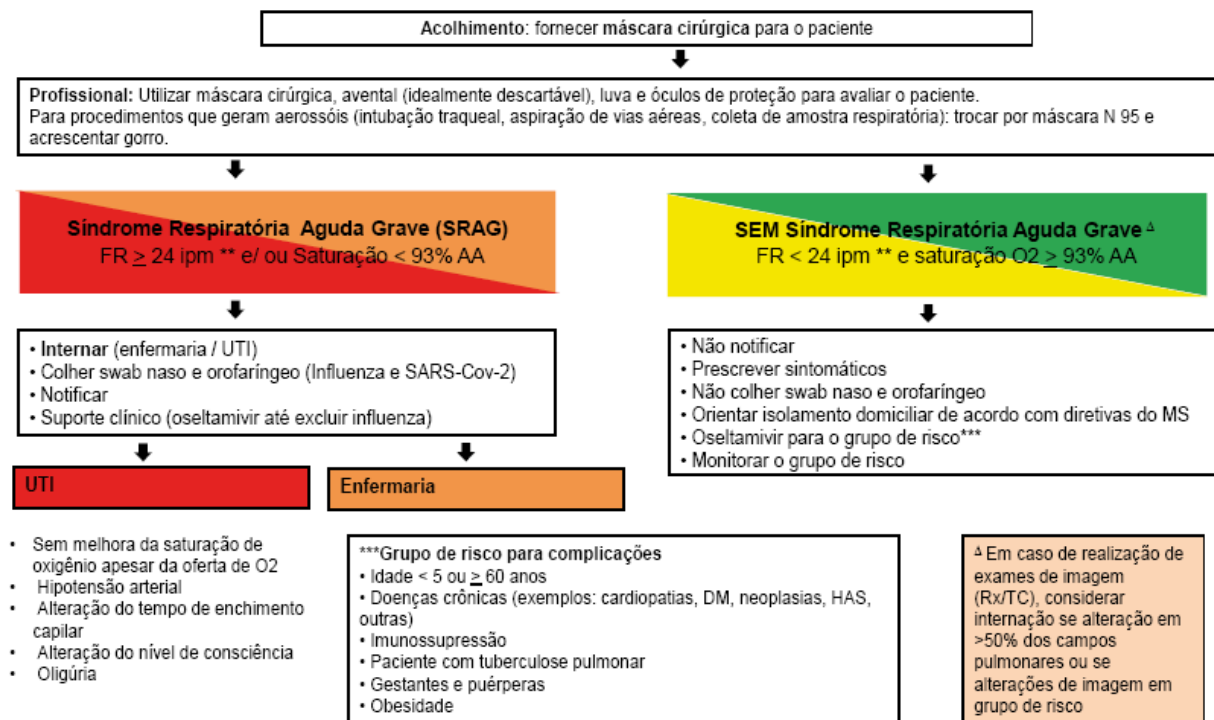 Acolhimento: fornecer máscara cirúrgica para o paciente
Profissional: Utilizar máscara cirúrgica, avental (idealmente descartável), luva e óculos de proteção para avaliar o paciente.
Para procedimentos que geram aerossóis (intubação traqueal, aspiração de vias aéreas, coleta de amostra respiratória): trocar por máscara N 95 e
acrescentar gorro.
Síndrome Respiratória Aguda Grave (SRAG)
FR ≥ 24 ipm ** e/ ou Saturação < 93% AA
SEM Síndrome Respiratória Aguda Grave Δ
FR < 24 ipm ** e saturação O2 ≥ 93% AA
• Internar (enfermaria / UTI)
• Colher swab naso e orofaríngeo (Influenza e SARS-Cov-2)
• Notificar
• Suporte clínico (oseltamivir até excluir influenza)
• Não notificar
• Prescrever sintomáticos
• Não colher swab naso e orofaríngeo
• Orientar isolamento domiciliar de acordo com diretivas do MS
• Oseltamivir para o grupo de risco***
• Monitorar o grupo de risco
UTI
Enfermaria
• Sem melhora da saturação de
oxigênio apesar da oferta de O2
• Hipotensão arterial
• Alteração do tempo de enchimento
capilar
• Alteração do nível de consciência
• Oligúria
***Grupo de risco para complicações
• Idade < 5 ou ≥ 60 anos
• Doenças crônicas (exemplos: cardiopatias, DM, neoplasias, HAS,
outras)
• Imunossupressão
• Paciente com tuberculose pulmonar
• Gestantes e puérperas
• Obesidade
Δ Em caso de realização de
exames de imagem
(Rx/TC), considerar
internação se alteração em
>50% dos campos
pulmonares ou se
alterações de imagem em
grupo de risco